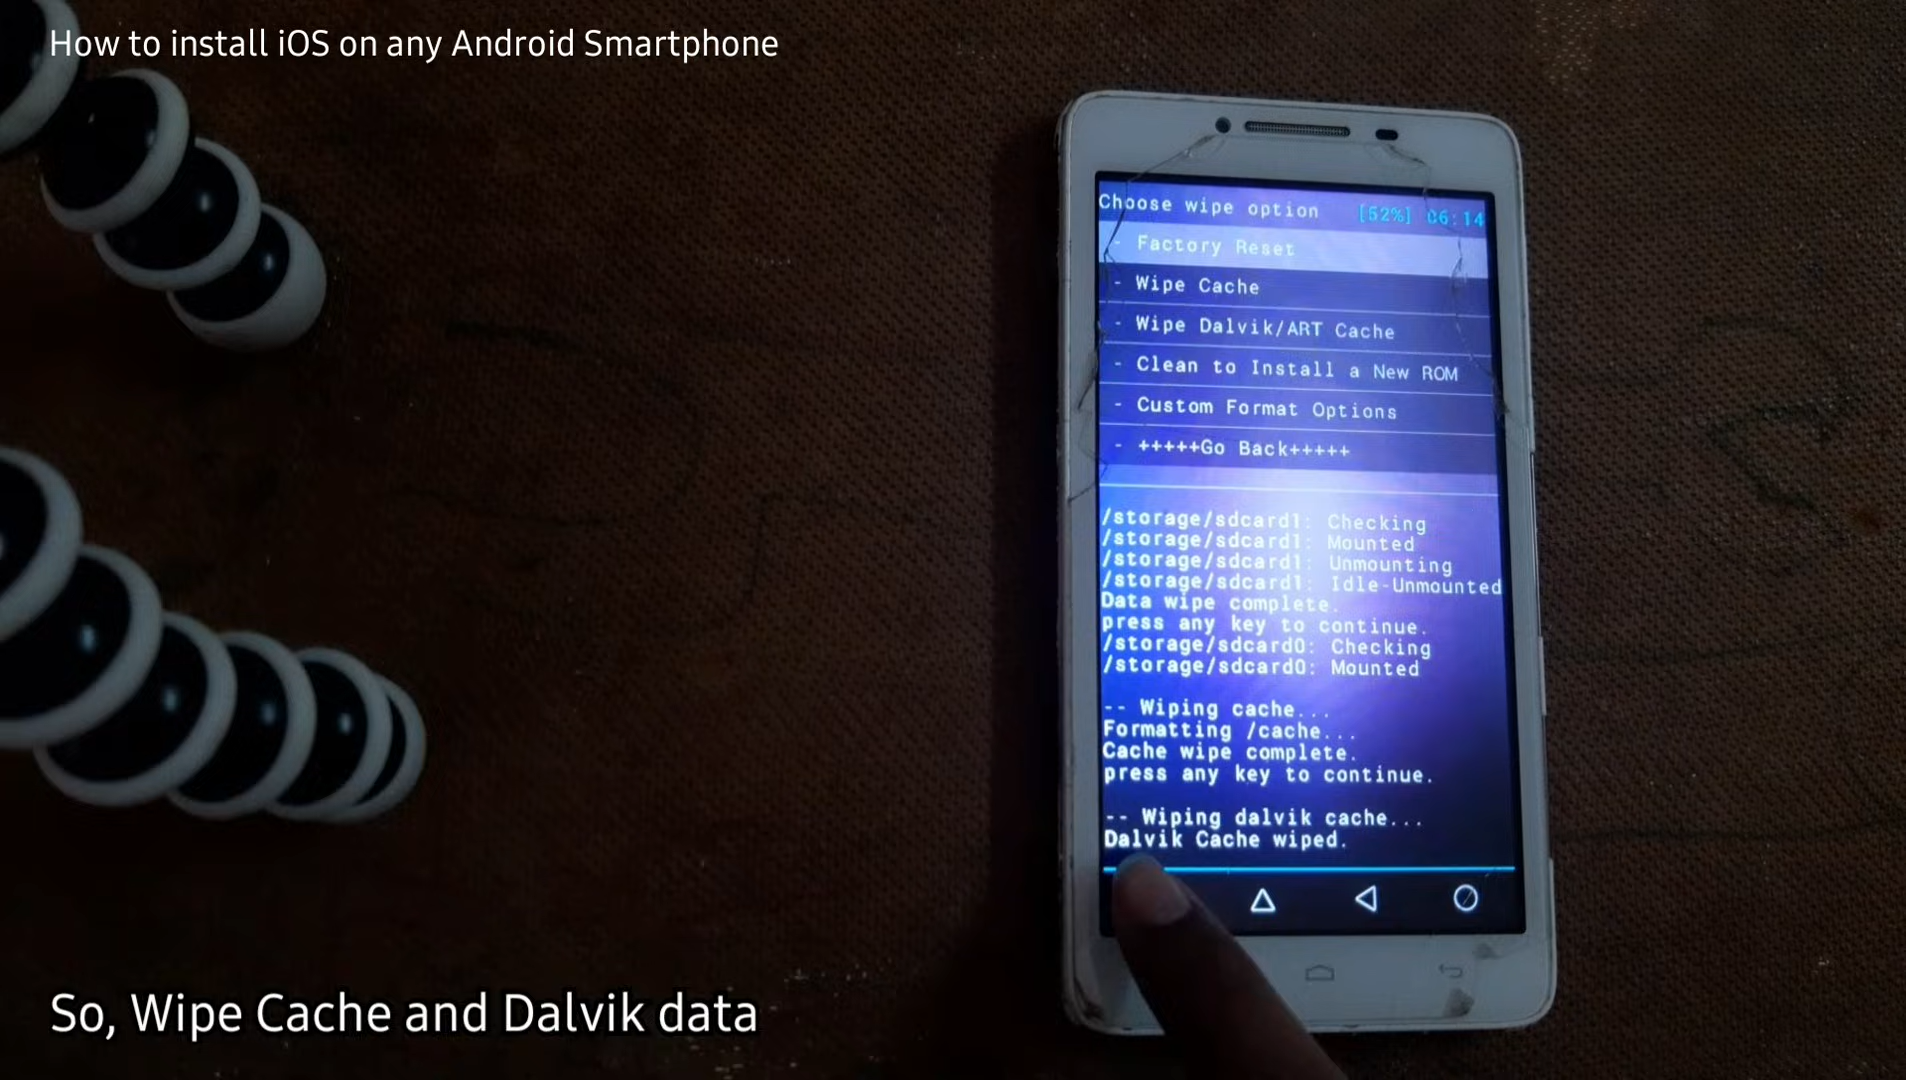 How to install iOS on any Android Smartphone
Choose wipe option [52%] 06:14
- Factory Reset
- Wipe Cache
- Wipe Dalvik/ART Cache
- Clean to Install a New ROM
- Custom Format Options
- +++++Go Back+++++
/storage/sdcard1: Checking
/storage/sdcard1: Mounted
/storage/sdcard1: Unmounting
/storage/sdcard1: Idle-Unmounted
Data wipe complete.
press any key to continue.
/storage/sdcard0: Checking
/storage/sdcard0: Mounted
-- Wiping cache...
Formatting /cache...
Cache wipe complete.
press any key to continue.
-- Wiping dalvik cache...
Dalvik Cache wiped.
So, Wipe Cache and Dalvik data